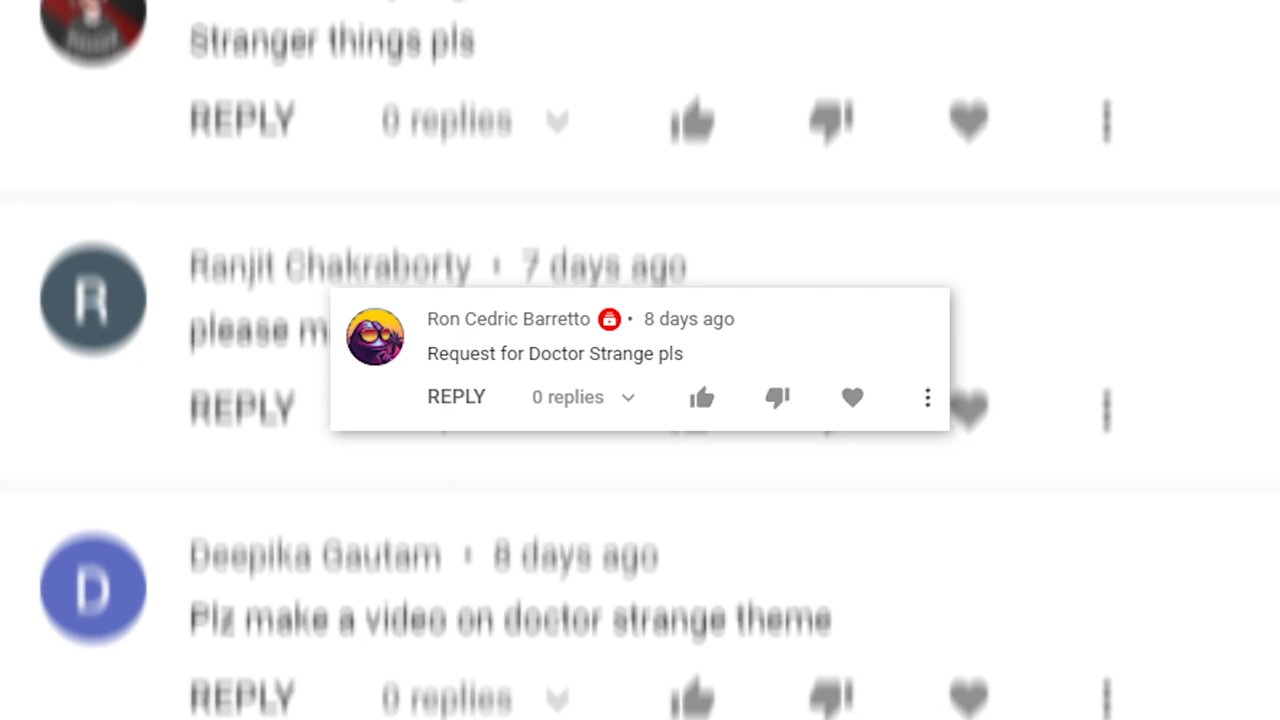 Stranger things pls
REPLY 0 replies
R
Ranjit Chakraborty • 7 days ago
please m
REPLY
Ron Cedric Barretto • 8 days ago
Request for Doctor Strange pls
REPLY 0 replies
D
Deepika Gautam • 8 days ago
Plz make a video on doctor strange theme
REPLY 0 replies